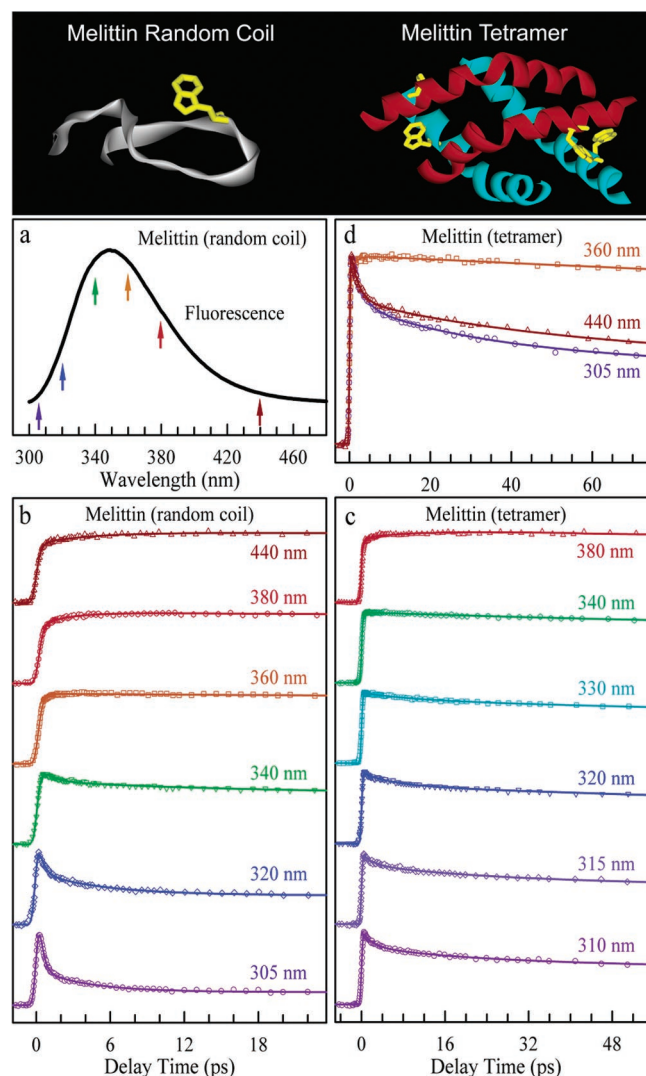 Melittin Random Coil
Melittin Tetramer
a
Melittin (random coil)
Fluorescence
300 340 380 420 460
Wavelength (nm)
d
Melittin (tetramer)
360 nm
440 nm
305 nm
0 20 40 60
b
Melittin (random coil)
440 nm
380 nm
360 nm
340 nm
320 nm
305 nm
0 6 12 18
Delay Time (ps)
c
Melittin (tetramer)
380 nm
340 nm
330 nm
320 nm
315 nm
310 nm
0 16 32 48
Delay Time (ps)